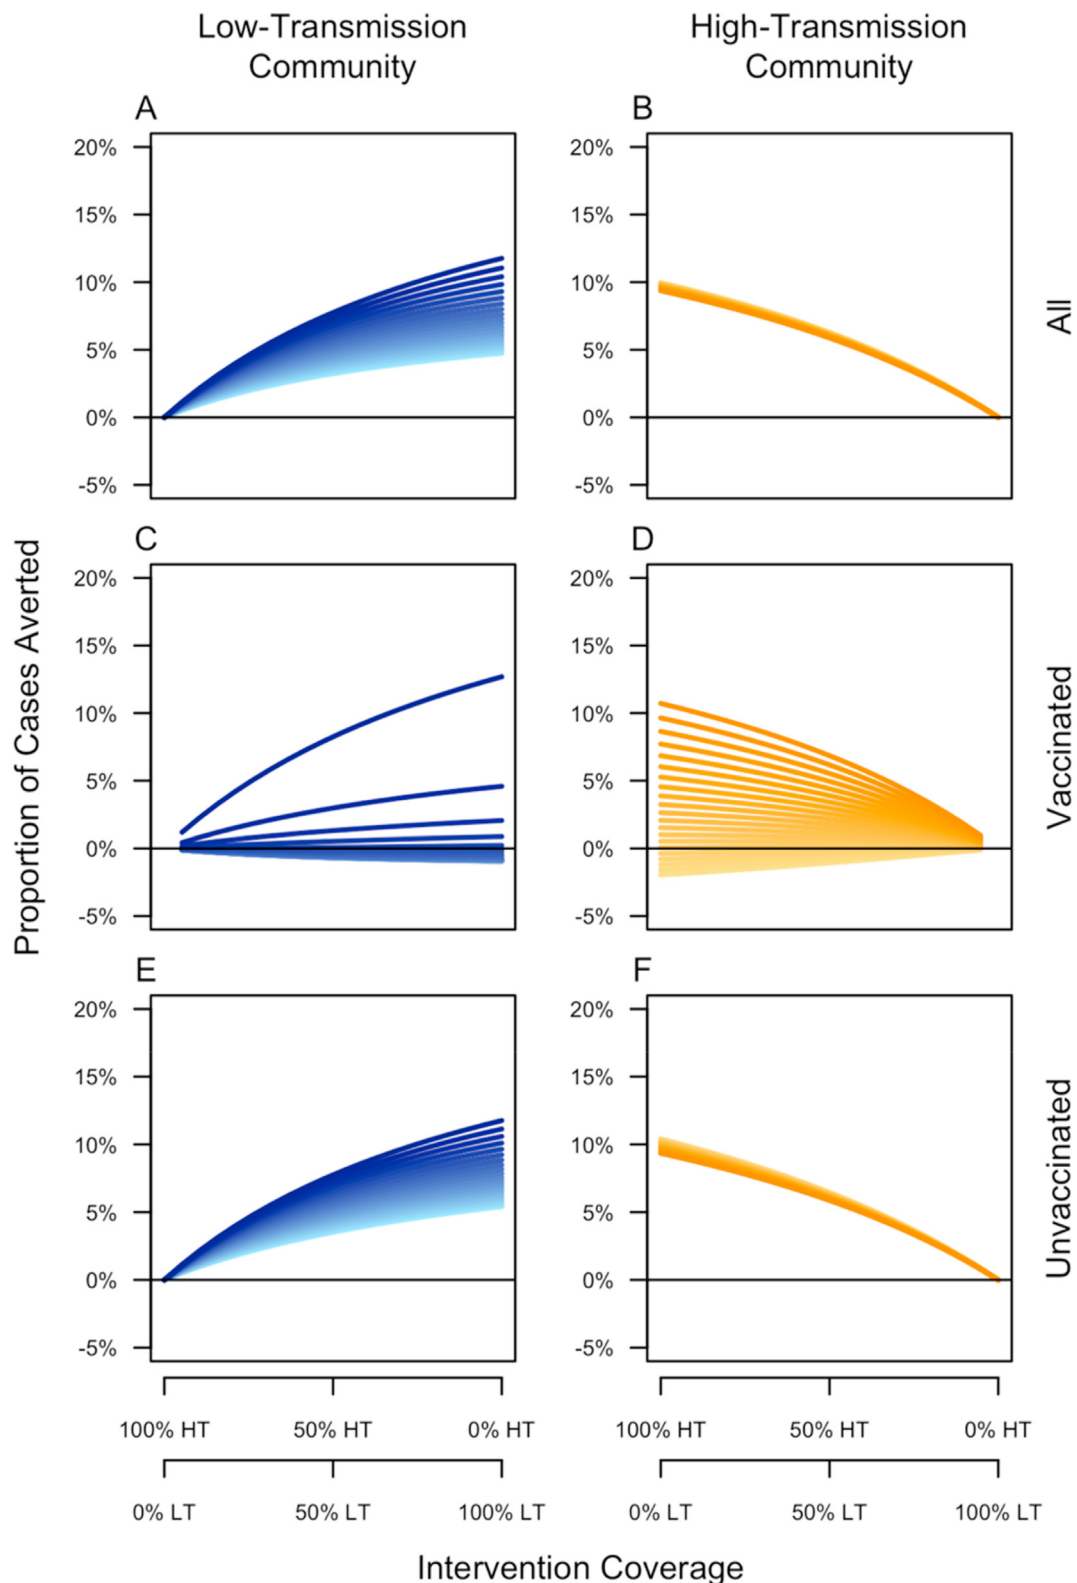 Low-Transmission
Community
High-Transmission
Community
A
B
20%
15%
10%
5%
0%
-5%
20%
15%
10%
5%
0%
-5%
All
C
D
20%
15%
10%
5%
0%
-5%
20%
15%
10%
5%
0%
-5%
Vaccinated
Proportion of Cases Averted
E
F
20%
15%
10%
5%
0%
-5%
20%
15%
10%
5%
0%
-5%
Unvaccinated
100% HT 50% HT 0% HT
100% HT 50% HT 0% HT
0% LT 50% LT 100% LT
0% LT 50% LT 100% LT
Intervention Coverage